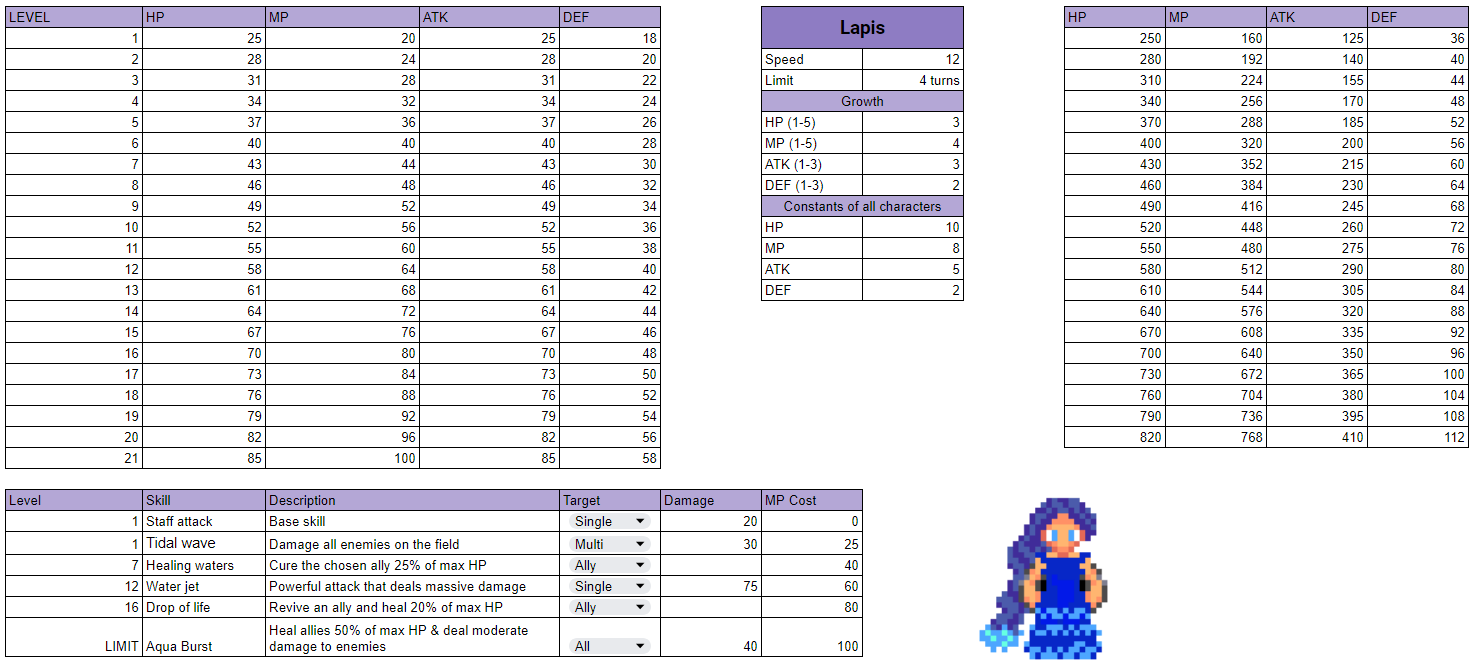 LEVEL HP MP ATK DEF
1 25 20 25 18
2 28 24 28 20
3 31 28 31 22
4 34 32 34 24
5 37 36 37 26
6 40 40 40 28
7 43 44 43 30
8 46 48 46 32
9 49 52 49 34
10 52 56 52 36
11 55 60 55 38
12 58 64 58 40
13 61 68 61 42
14 64 72 64 44
15 67 76 67 46
16 70 80 70 48
17 73 84 73 50
18 76 88 76 52
19 79 92 79 54
20 82 96 82 56
21 85 100 85 58
Lapis
Speed 12
Limit 4 turns
Growth
HP (1-5) 3
MP (1-5) 4
ATK (1-3) 3
DEF (1-3) 2
Constants of all characters
HP 10
MP 8
ATK 5
DEF 2
HP MP ATK DEF
250 160 125 36
280 192 140 40
310 224 155 44
340 256 170 48
370 288 185 52
400 320 200 56
430 352 215 60
460 384 230 64
490 416 245 68
520 448 260 72
550 480 275 76
580 512 290 80
610 544 305 84
640 576 320 88
670 608 335 92
700 640 350 96
730 672 365 100
760 704 380 104
790 736 395 108
820 768 410 112
Level Skill Description Target Damage MP Cost
1 Staff attack Base skill Single 20 0
1 Tidal wave Damage all enemies on the field Multi 30 25
7 Healing waters Cure the chosen ally 25% of max HP Ally 40
12 Water jet Powerful attack that deals massive damage Single 75 60
16 Drop of life Revive an ally and heal 20% of max HP Ally 80
Heal allies 50% of max HP & deal moderate
LIMIT Aqua Burst damage to enemies All 40 100